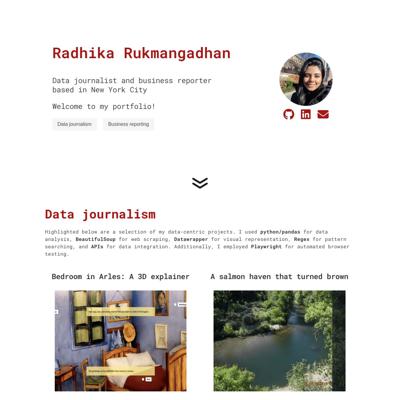 Radhika Rukmangadhan
Data journalist and business reporter
based in New York City
Welcome to my portfolio!
Data journalism
Business reporting
Data journalism
Highlighted below are a selection of my data-centric projects. I used python/pandas for data
analysis, BeautifulSoup for web scraping, Datawrapper for visual representation, Regex for pattern
searching, and APIs for data integration. Additionally, I employed Playwright for automated browser
testing.
Bedroom in Arles: A 3D explainer
A salmon haven that turned brown